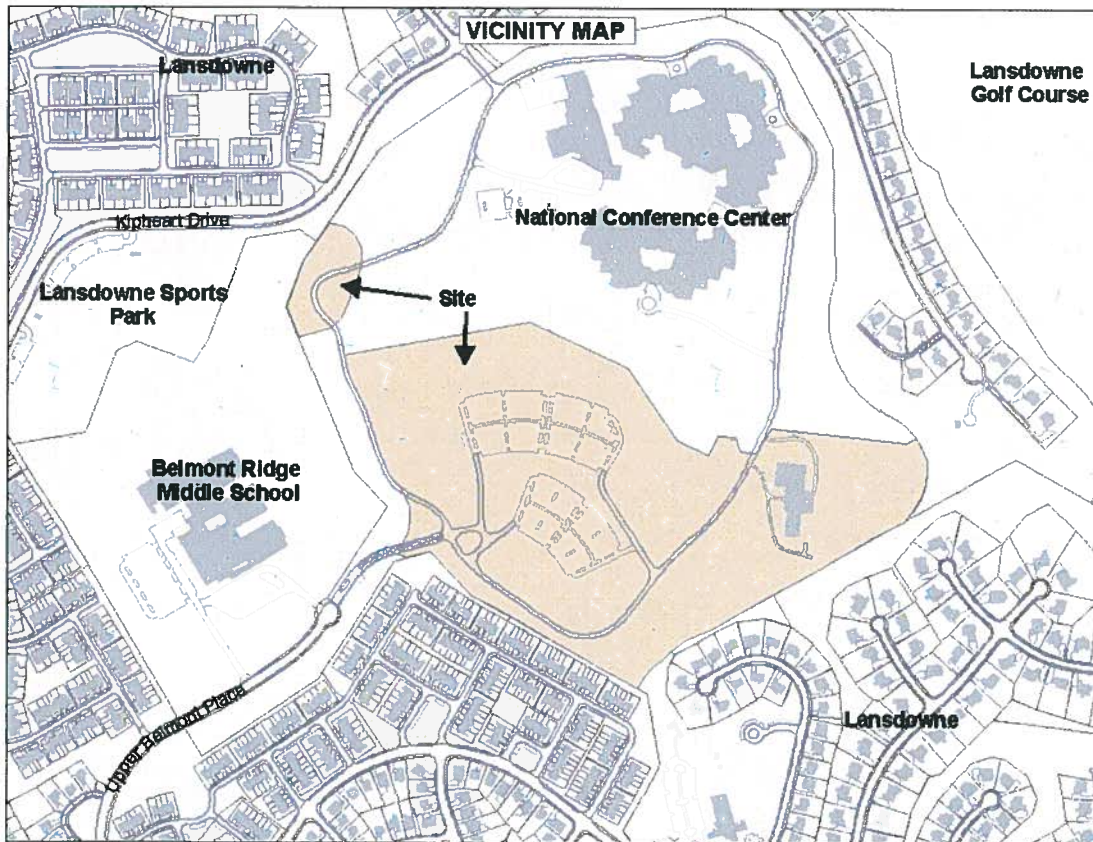 VICINITY MAP
Lansdowne
Lansdowne
Golf Course
National Conference Center
Kipheart Drive
Lansdowne Sports
Park
Site
Belmont Ridge
Middle School
Lansdowne
Upper Belmont Place